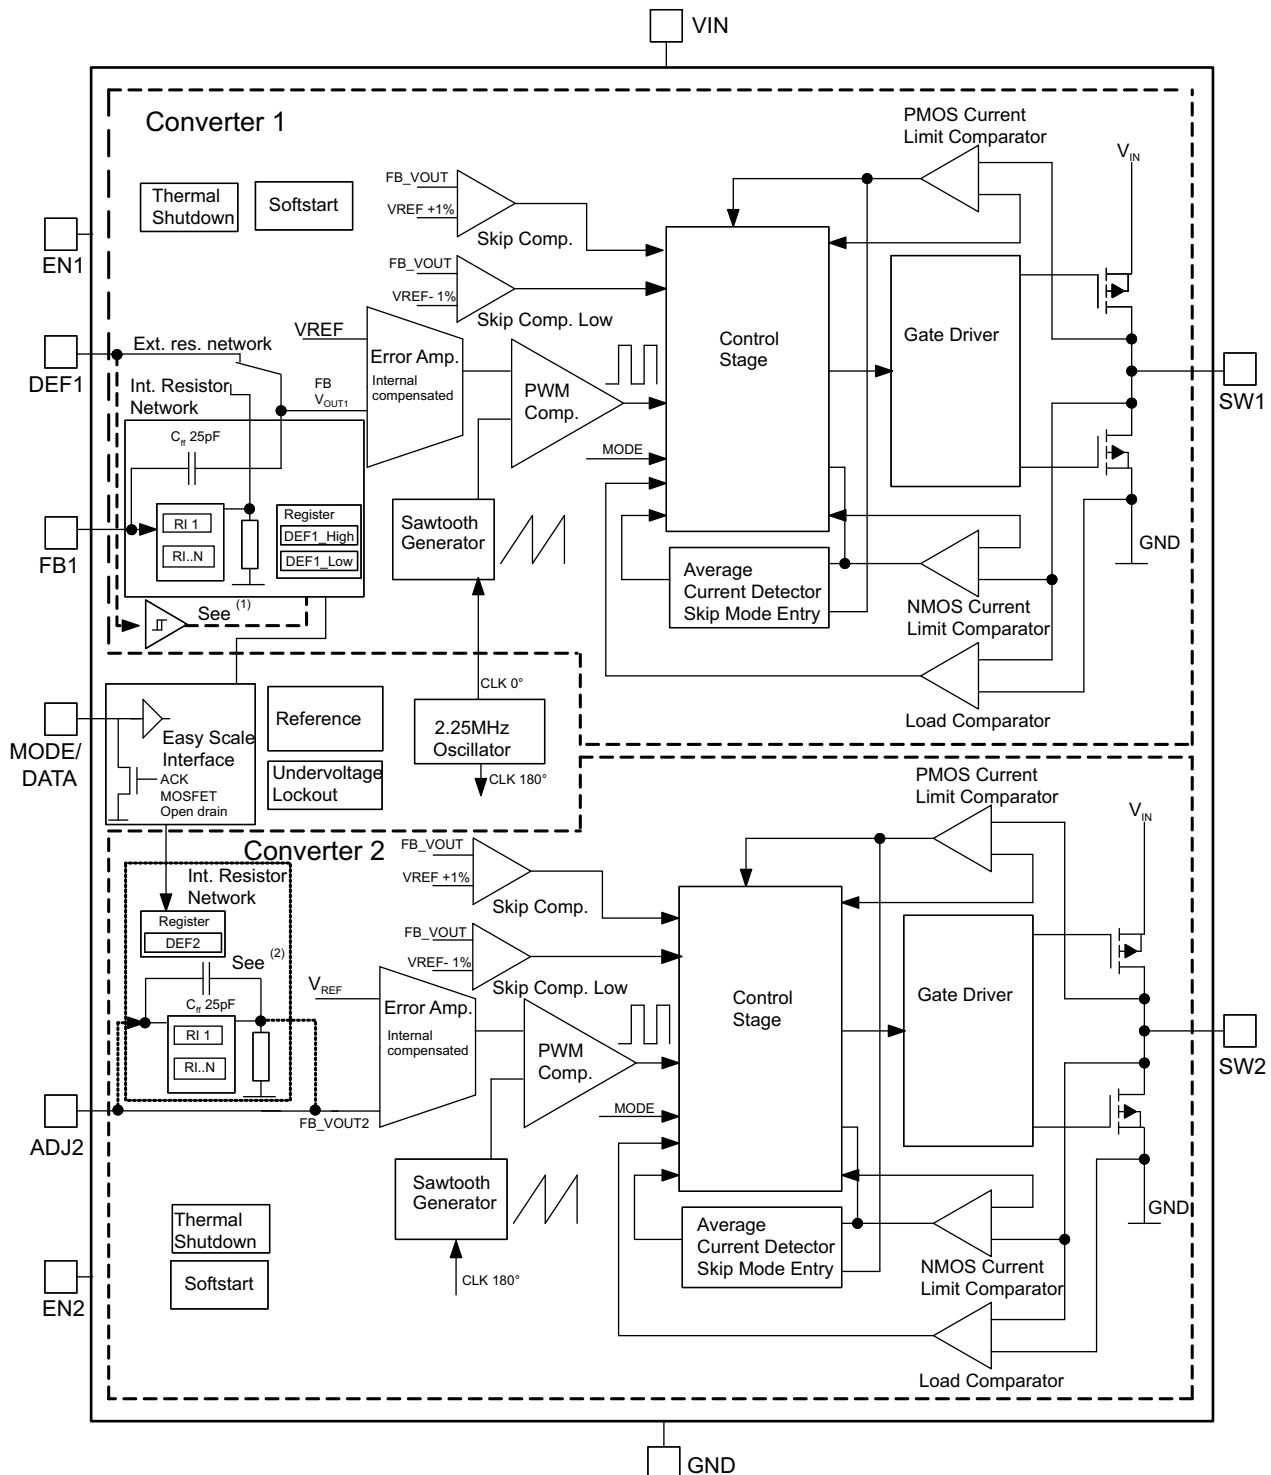 VIN
Converter 1
PMOS Current
Limit Comparator
VIN
Thermal
Shutdown
Softstart
FB_VOUT
VREF +1%
Skip Comp.
EN1
FB_VOUT
VREF- 1%
Skip Comp. Low
Control
Stage
Gate Driver
VREF
Ext. res. network
DEF1
Error Amp.
Internal
compensated
Int. Resistor
Network
FB
VOUT1
PWM
Comp.
SW1
Cff 25pF
MODE
RI 1
RI..N
Register
DEF1_High
DEF1_Low
FB1
Sawtooth
Generator
GND
Average
Current Detector
Skip Mode Entry
NMOS Current
Limit Comparator
See (1)
CLK 0°
Load Comparator
MODE/
DATA
Easy Scale
Interface
ACK
MOSFET
Open drain
Reference
2.25MHz
Oscillator
Undervoltage
Lockout
CLK 180°
PMOS Current
Limit Comparator
VIN
Converter 2
FB_VOUT
VREF +1%
Skip Comp.
Int. Resistor
Network
Register
DEF2
FB_VOUT
VREF- 1%
Skip Comp. Low
See (2)
Cff 25pF
RI 1
RI..N
VREF
Error Amp.
Internal
compensated
PWM
Comp.
Control
Stage
Gate Driver
SW2
MODE
ADJ2
FB_VOUT2
Sawtooth
Generator
Thermal
Shutdown
Softstart
EN2
CLK 180°
Average
Current Detector
Skip Mode Entry
GND
NMOS Current
Limit Comparator
Load Comparator
GND